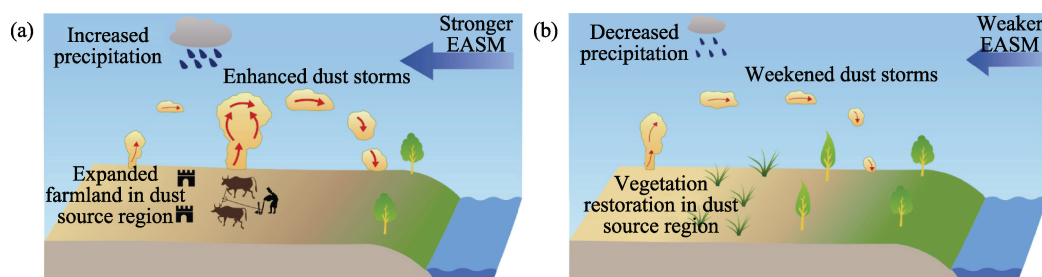 (a)
Increased
precipitation
Stronger
EASM
Enhanced dust storms
Expanded
farmland in dust
source region
(b)
Decreased
precipitation
Weaker
EASM
Weekened dust storms
Vegetation
restoration in dust
source region